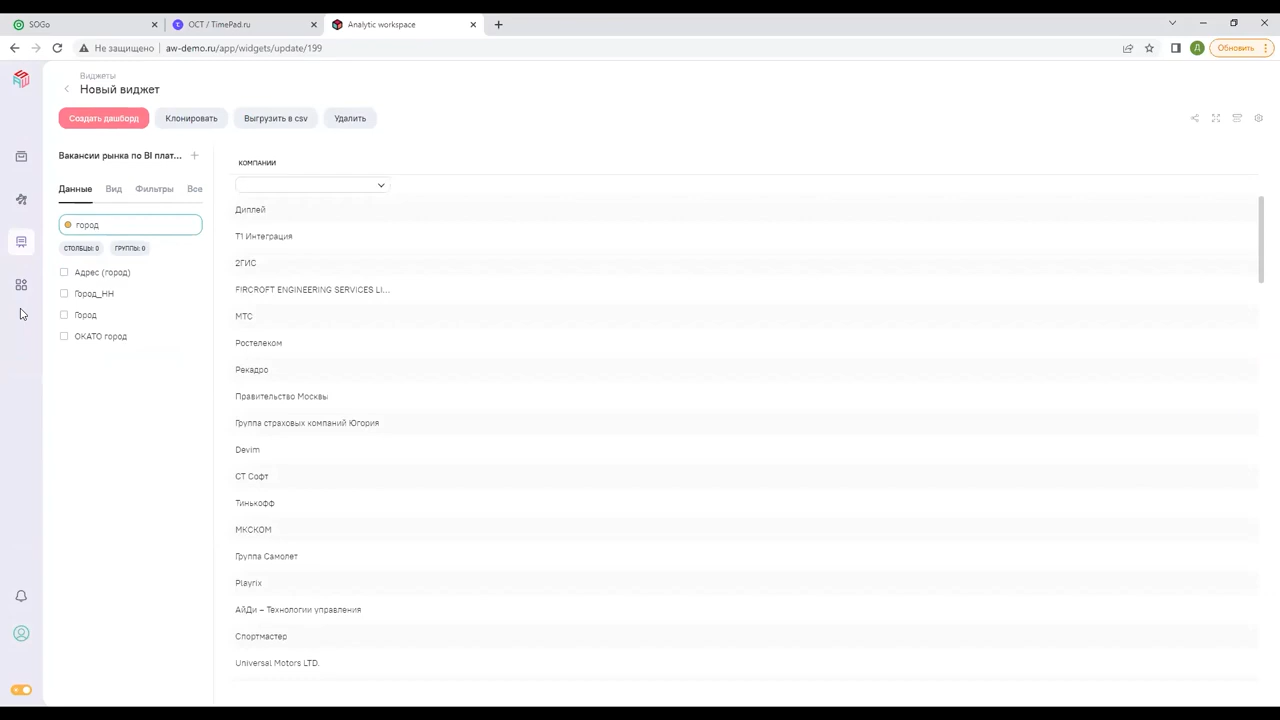 SOGo
ОСТ / TimePad.ru
Analytic workspace
Не защищено
aw-demo.ru/app/widgets/update/199
Д
Обновить
Виджеты
Новый виджет
Создать дашборд
Клонировать
Выгрузить в csv
Удалить
Вакансии рынка по BI плат...
Данные
Вид
Фильтры
Все
город
СТОЛБЦЫ: 0
ГРУППЫ: 0
Адрес (город)
Город_НН
Город
ОКАТО город
КОМПАНИИ
Диплей
Т1 Интеграция
2ГИС
FIRCROFT ENGINEERING SERVICES LI...
МТС
Ростелеком
Рекадро
Правительство Москвы
Группа страховых компаний Югория
Devim
СТ Софт
Тинькофф
МКСКОМ
Группа Самолет
Playrix
АйДи – Технологии управления
Спортмастер
Universal Motors LTD.